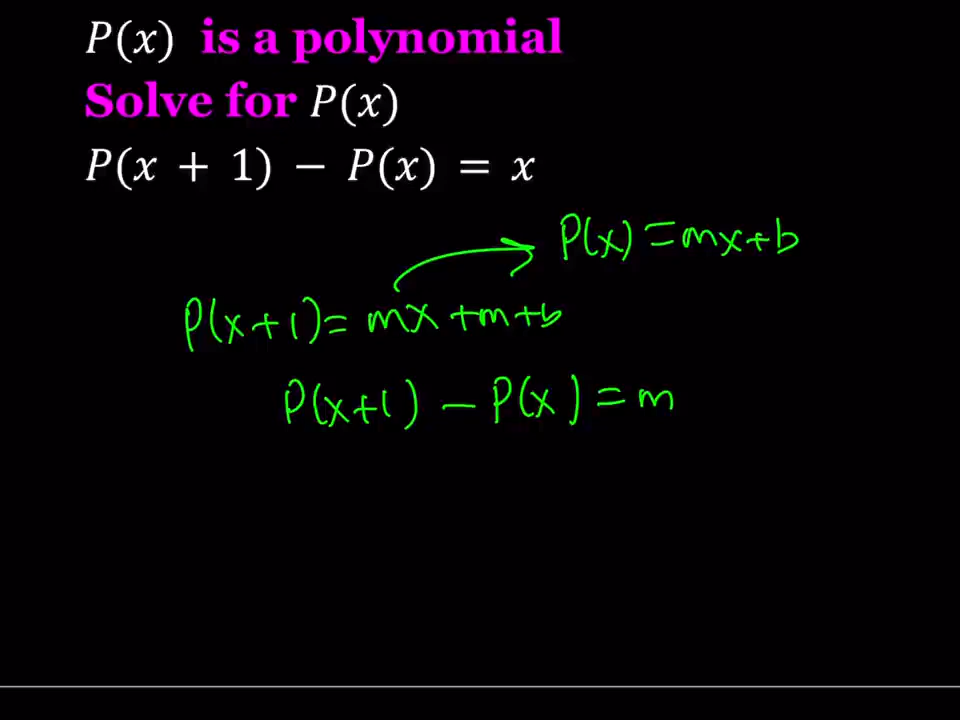 P(x) is a polynomial
Solve for P(x)
P(x + 1) − P(x) = x
P(x) = mx+b
P(x+1) = mx +m +b
P(x+1) − P(x) = m